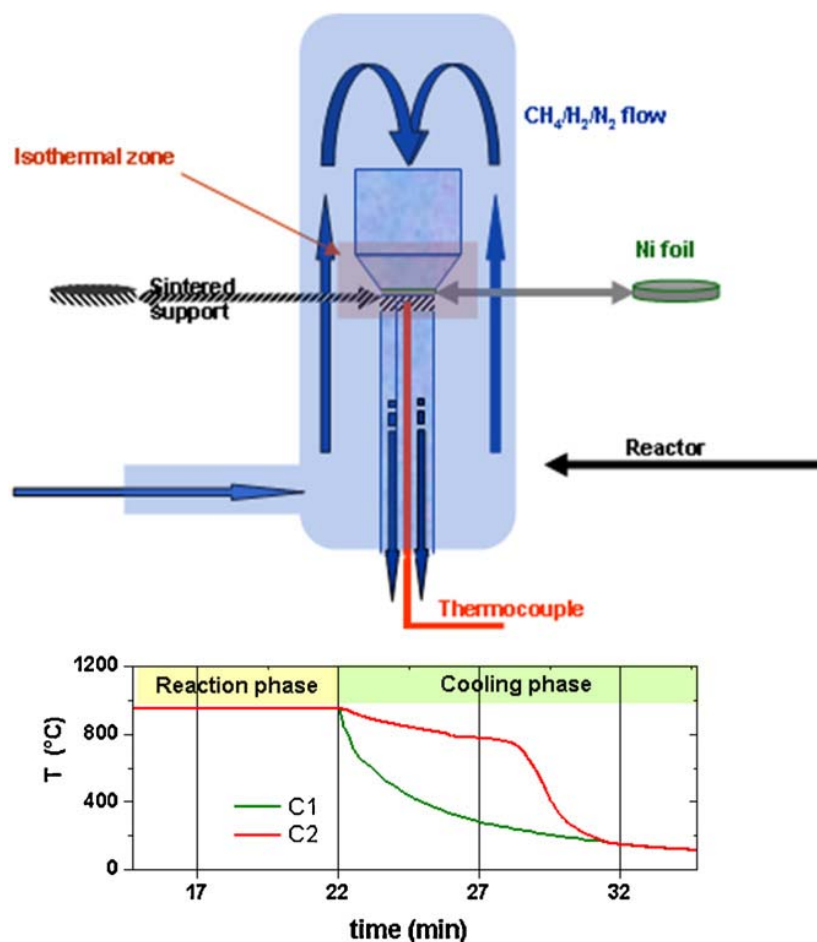 CH₄/H₂/N₂ flow
Isothermal zone
Ni foil
Sintered
support
Reactor
Thermocouple
1200
Reaction phase
Cooling phase
800
T (°C)
400
C1
C2
0
17
22
27
32
time (min)